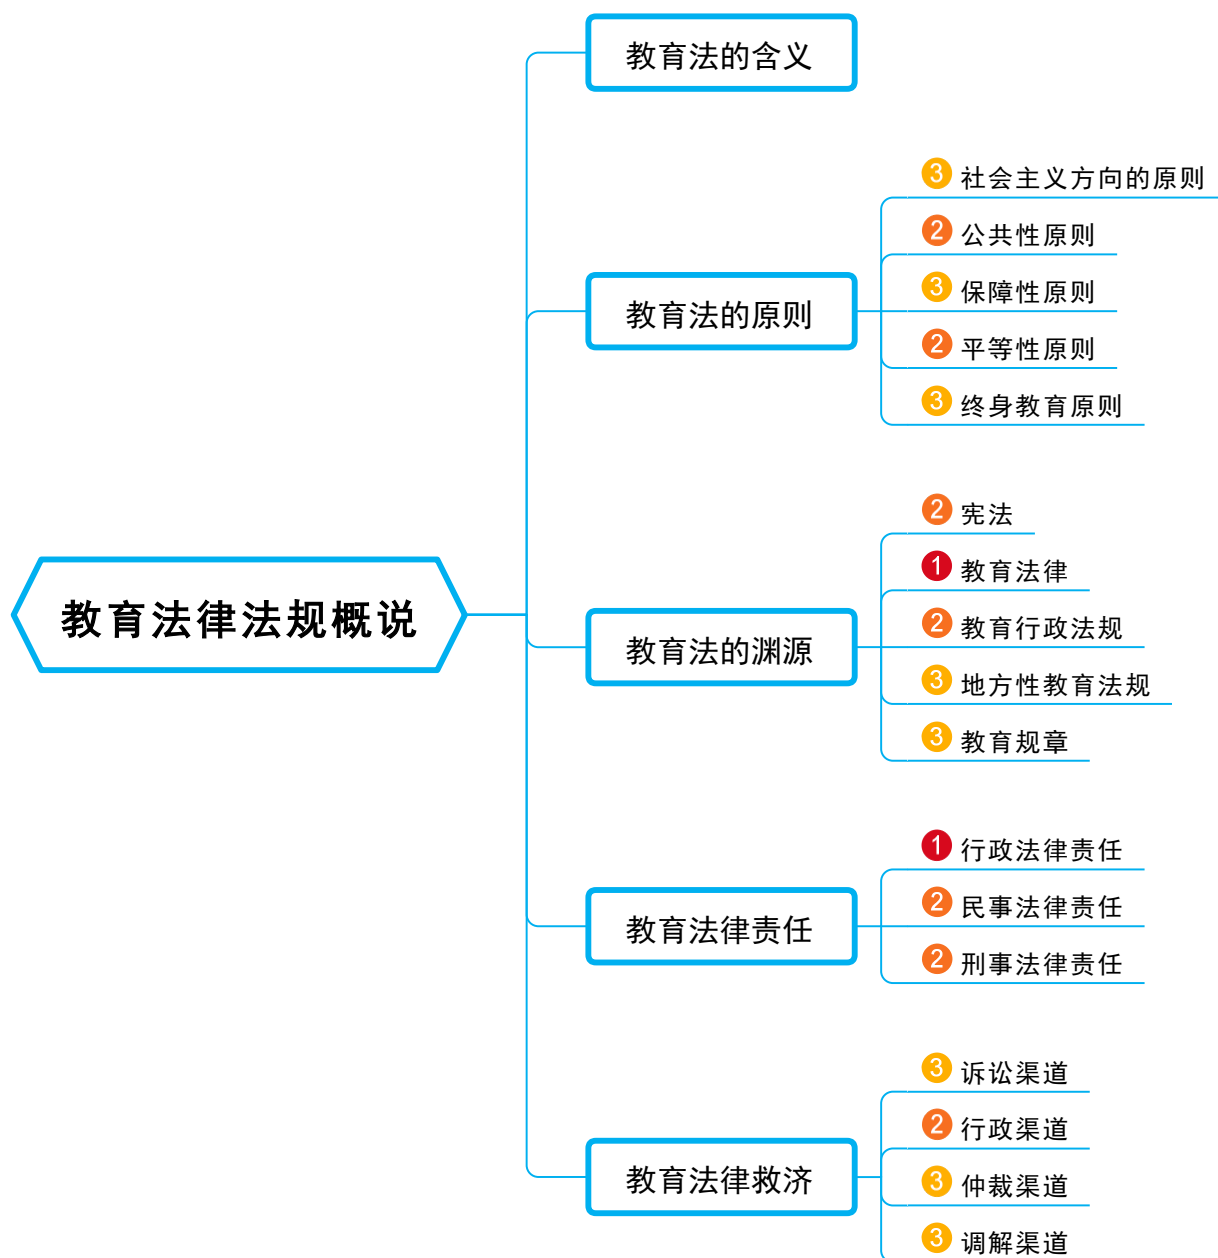 教育法律法规概说
教育法的含义
教育法的原则
3 社会主义方向的原则
2 公共性原则
3 保障性原则
2 平等性原则
3 终身教育原则
教育法的渊源
2 宪法
1 教育法律
2 教育行政法规
3 地方性教育法规
3 教育规章
教育法律责任
1 行政法律责任
2 民事法律责任
2 刑事法律责任
教育法律救济
3 诉讼渠道
2 行政渠道
3 仲裁渠道
3 调解渠道